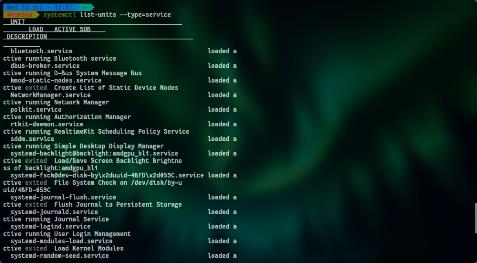 systemctl list-units --type=service
UNIT
LOAD ACTIVE SUB
DESCRIPTION
bluetooth.service loaded a
ctive running Bluetooth service
dbus-broker.service loaded a
ctive running D-Bus System Message Bus
kmod-static-nodes.service loaded a
ctive exited Create List of Static Device Nodes
NetworkManager.service loaded a
ctive running Network Manager
polkit.service loaded a
ctive running Authorization Manager
rtkit-daemon.service loaded a
ctive running RealtimeKit Scheduling Policy Service
sddm.service loaded a
ctive running Simple Desktop Display Manager
systemd-backlight@backlight:amdgpu_bl1.service loaded a
ctive exited Load/Save Screen Backlight Brightne
ss of backlight:amdgpu_bl1
systemd-fsck@dev-disk-by\x2duuid-4BFD\x2d059C.service loaded a
ctive exited File System Check on /dev/disk/by-u
uid/4BFD-059C
systemd-journal-flush.service loaded a
ctive exited Flush Journal to Persistent Storage
systemd-journald.service loaded a
ctive running Journal Service
systemd-logind.service loaded a
ctive running User Login Management
systemd-modules-load.service loaded a
ctive exited Load Kernel Modules
systemd-random-seed.service loaded a